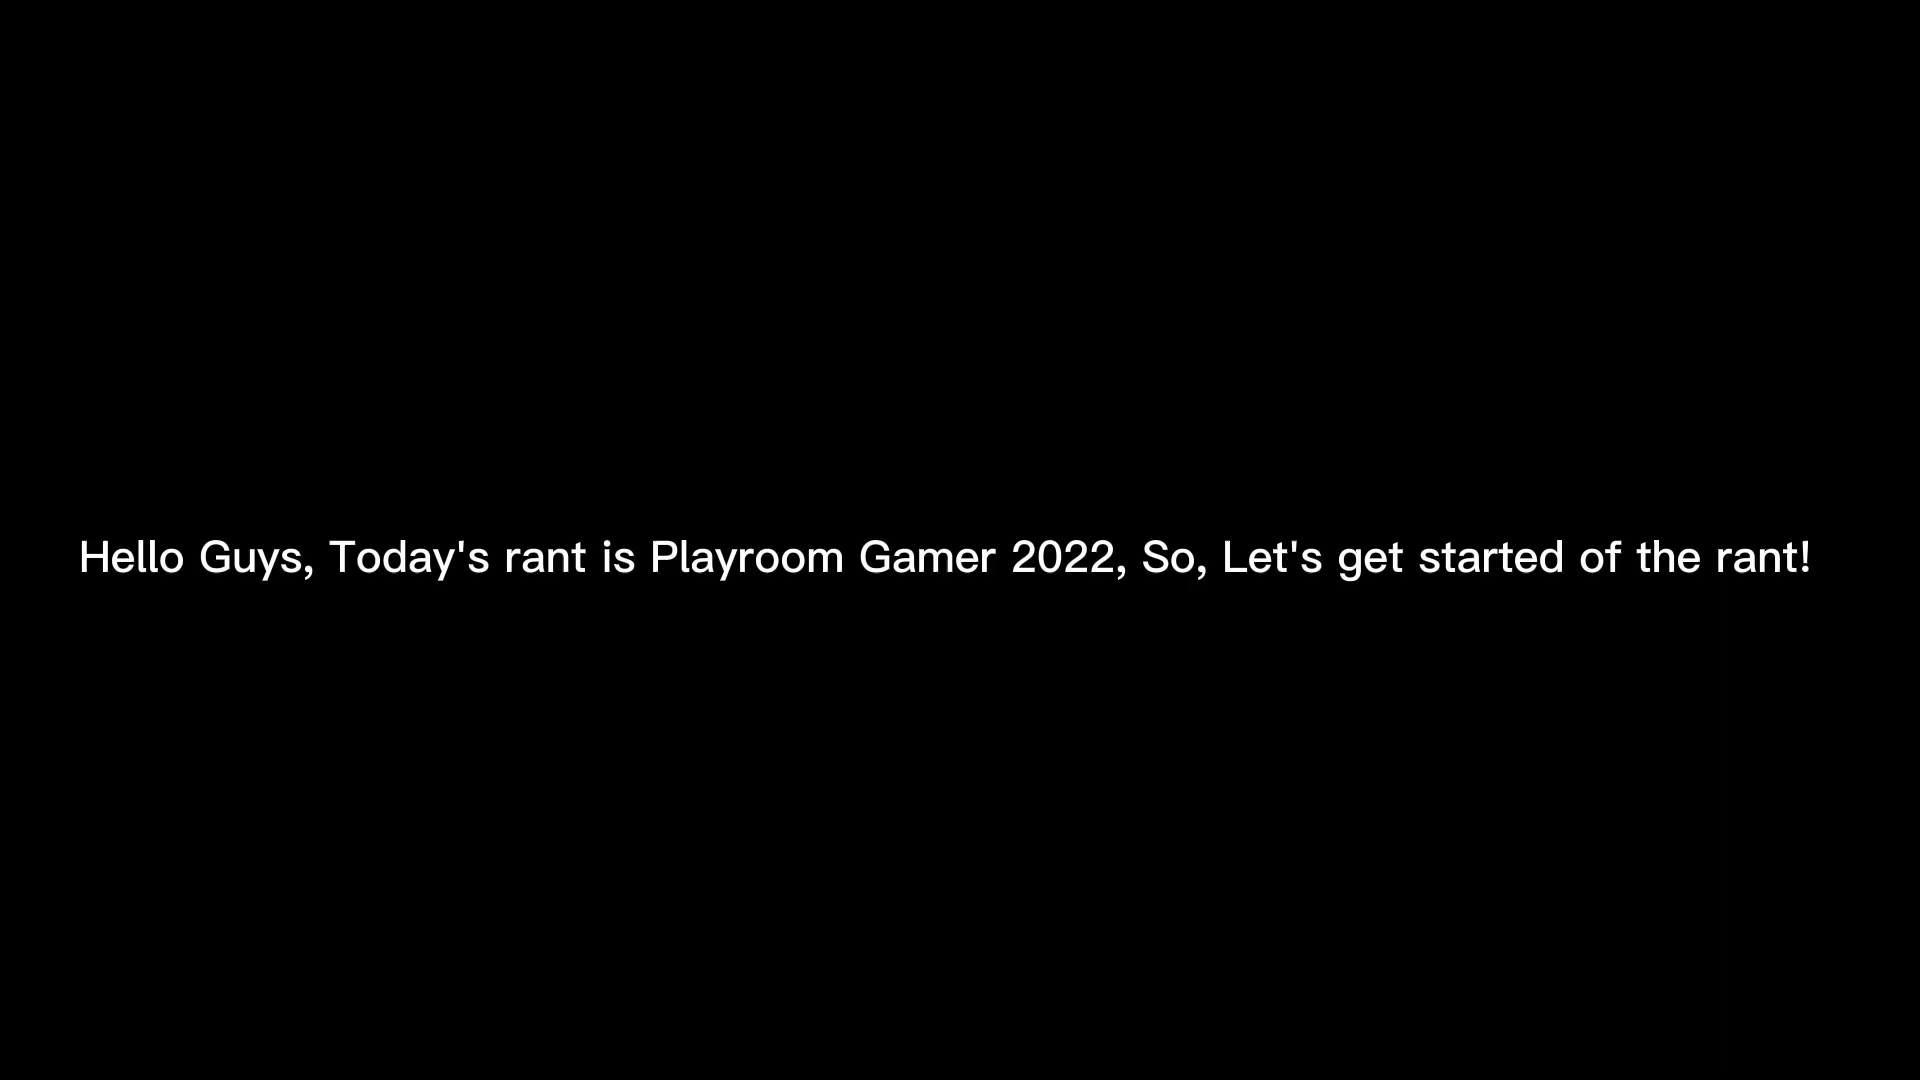 Hello Guys, Today's rant is Playroom Gamer 2022, So, Let's get started of the rant!